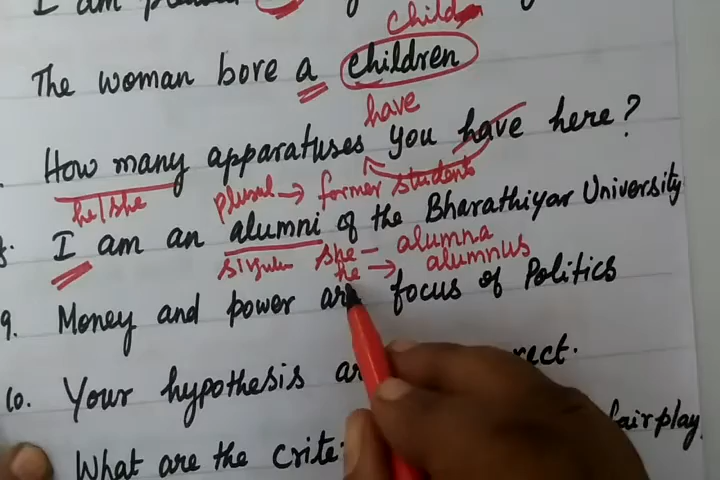 I am
child
The woman bore a children
have
How many apparatuses you have here?
he/she plural → former students
I am an alumni of the Bharathiyar University
singular she - alumna
he → alumnus
9. Money and power are focus of Politics
10. Your hypothesis
fairplay
What are the